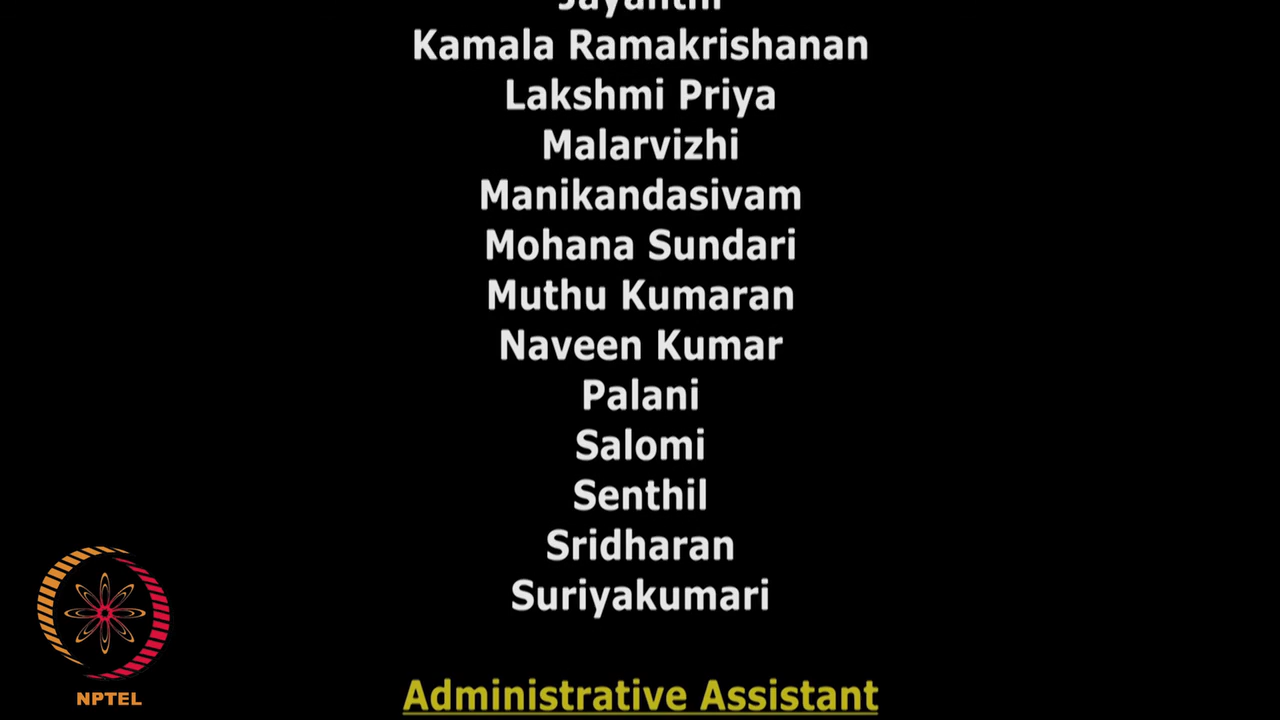 Jayanthi
Kamala Ramakrishanan
Lakshmi Priya
Malarvizhi
Manikandasivam
Mohana Sundari
Muthu Kumaran
Naveen Kumar
Palani
Salomi
Senthil
Sridharan
Suriyakumari
NPTEL
Administrative Assistant